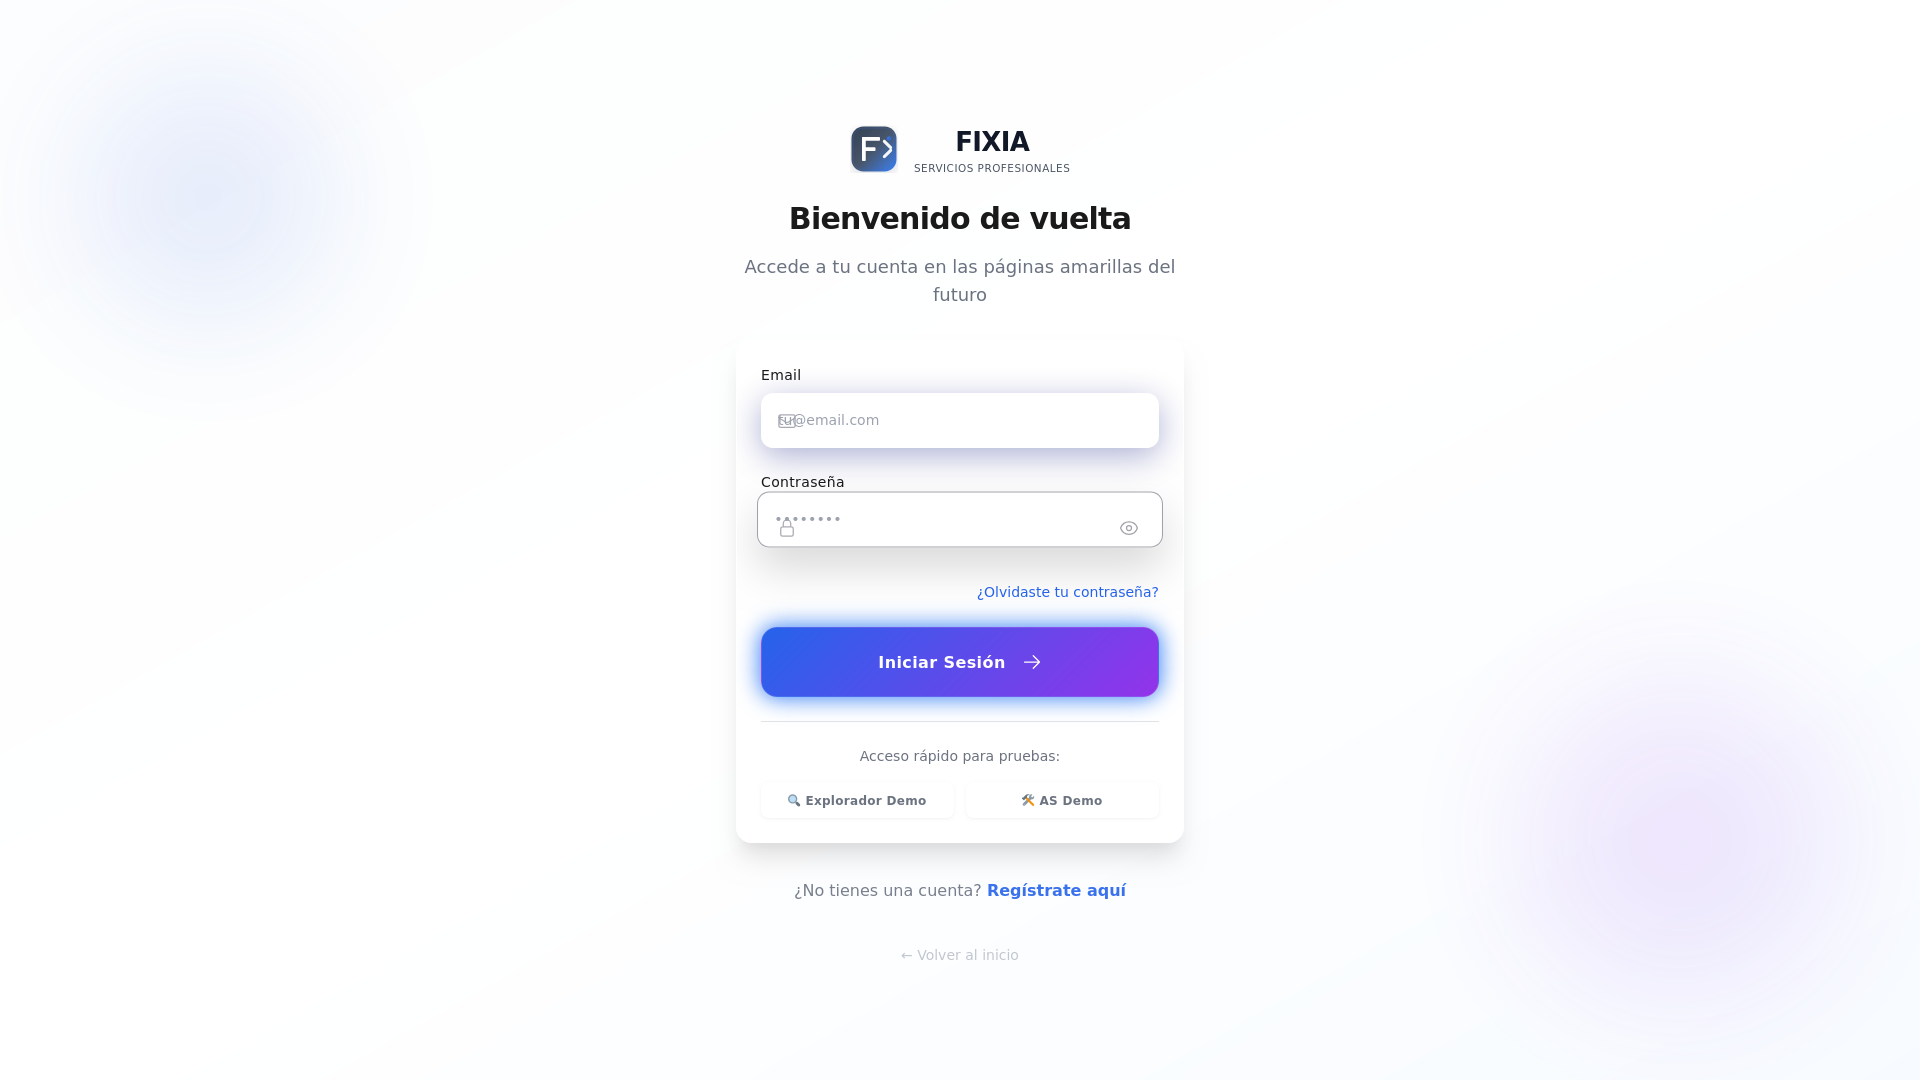 FIXIA
SERVICIOS PROFESIONALES
Bienvenido de vuelta
Accede a tu cuenta en las páginas amarillas del
futuro
Email
tu@email.com
Contraseña
••••••••
¿Olvidaste tu contraseña?
Iniciar Sesión →
Acceso rápido para pruebas:
🔍 Explorador Demo
🛠️ AS Demo
¿No tienes una cuenta? Regístrate aquí
← Volver al inicio